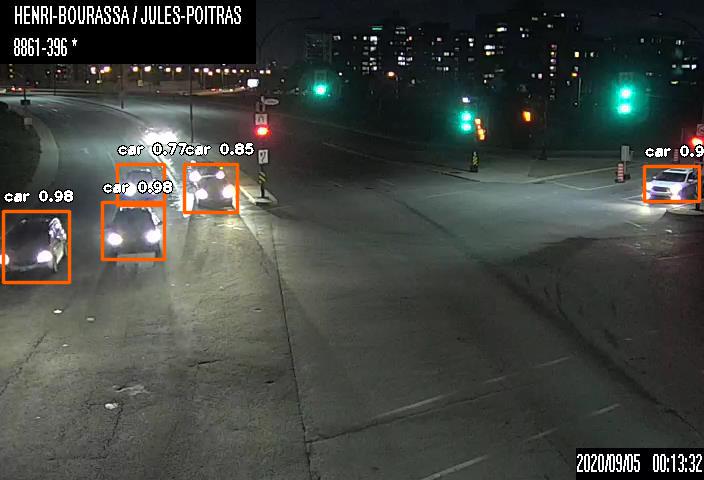 HENRI-BOURASSA / JULES-POITRAS
8861-396 *
car 0.77
car 0.85
car 0.9
car 0.98
car 0.98
2020/09/05 00:13:32